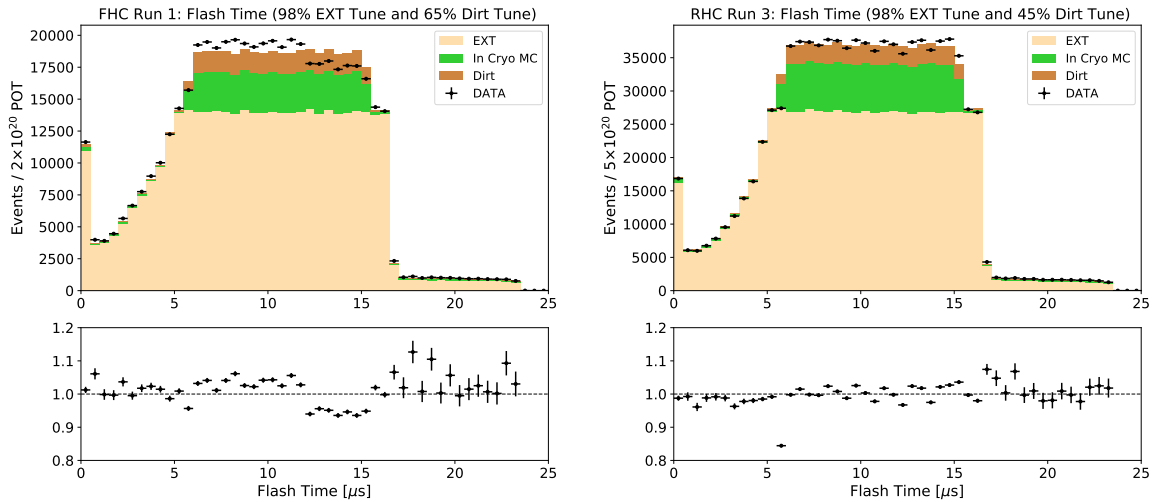 FHC Run 1: Flash Time (98% EXT Tune and 65% Dirt Tune)
Events / 2×10²⁰ POT
20000
17500
15000
12500
10000
7500
5000
2500
0
EXT
In Cryo MC
Dirt
DATA
0 5 10 15 20 25
1.2
1.1
1.0
0.9
0.8
0 5 10 15 20 25
Flash Time [μs]
RHC Run 3: Flash Time (98% EXT Tune and 45% Dirt Tune)
Events / 5×10²⁰ POT
35000
30000
25000
20000
15000
10000
5000
0
EXT
In Cryo MC
Dirt
DATA
0 5 10 15 20 25
1.2
1.1
1.0
0.9
0.8
0 5 10 15 20 25
Flash Time [μs]